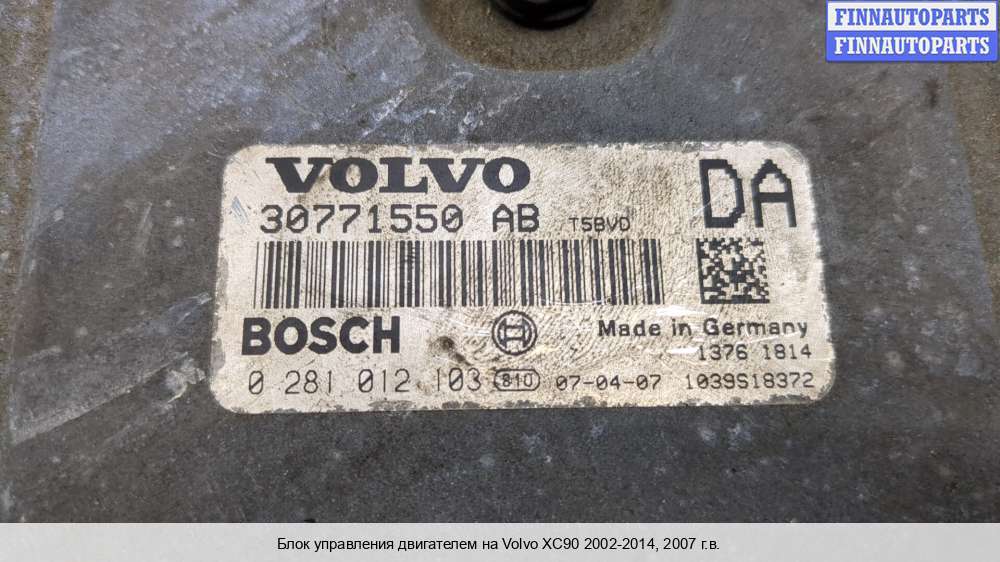 FINNAUTOPARTS
FINNAUTOPARTS
VOLVO
DA
30771550 AB T5BVD
BOSCH
Made in Germany
1376 1814
0 281 012 103 810 07-04-07 1039S18372
Блок управления двигателем на Volvo XC90 2002-2014, 2007 г.в.